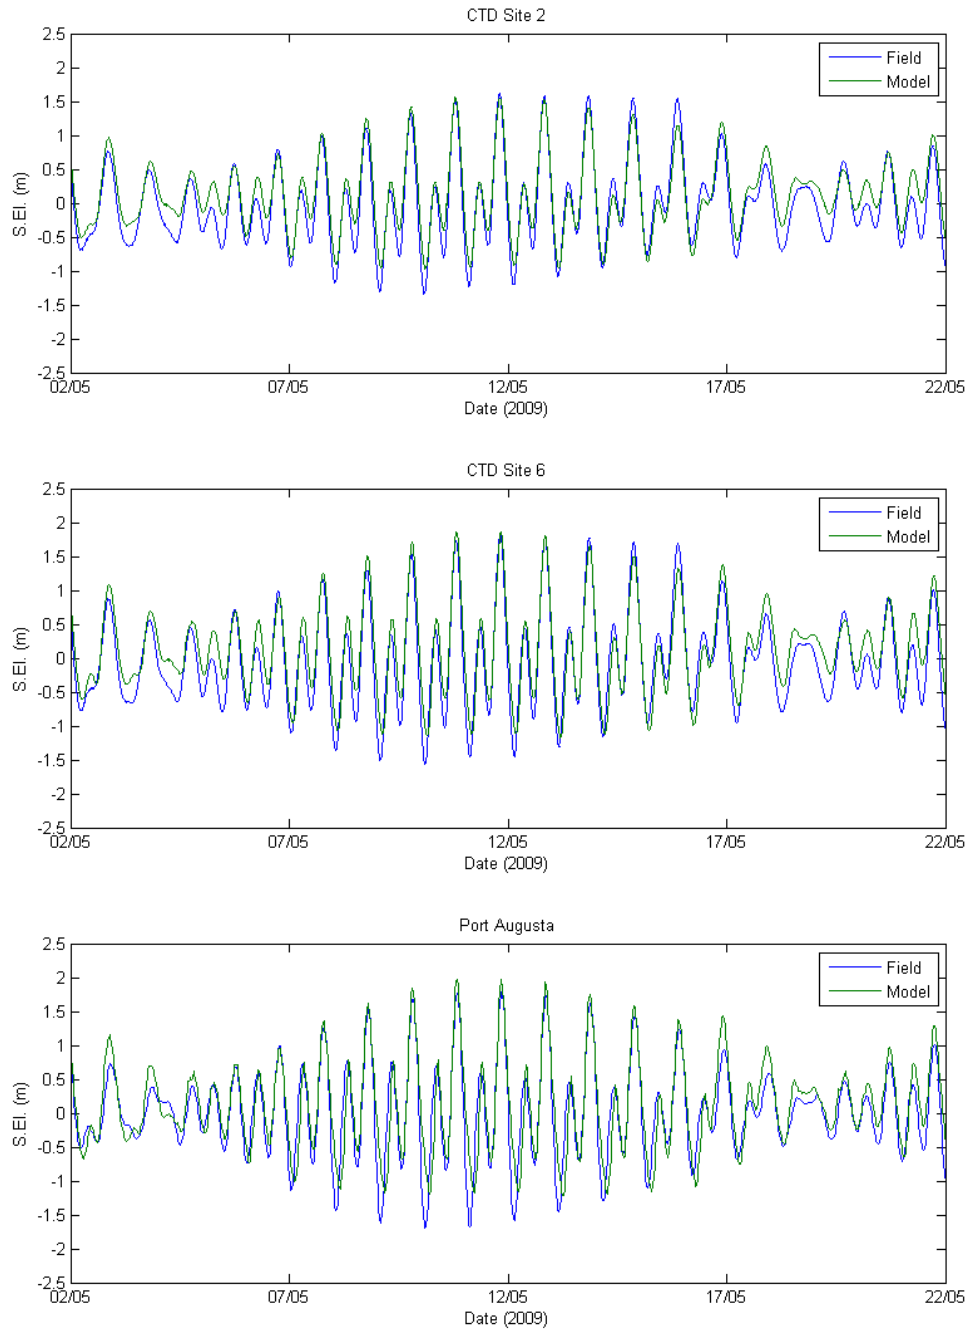 CTD Site 2
2.5
2
1.5
1
0.5
0
-0.5
-1
-1.5
-2
-2.5
S.El. (m)
Field
Model
02/05 07/05 12/05 17/05 22/05
Date (2009)
CTD Site 6
2.5
2
1.5
1
0.5
0
-0.5
-1
-1.5
-2
-2.5
S.El. (m)
Field
Model
02/05 07/05 12/05 17/05 22/05
Date (2009)
Port Augusta
2.5
2
1.5
1
0.5
0
-0.5
-1
-1.5
-2
-2.5
S.El. (m)
Field
Model
02/05 07/05 12/05 17/05 22/05
Date (2009)